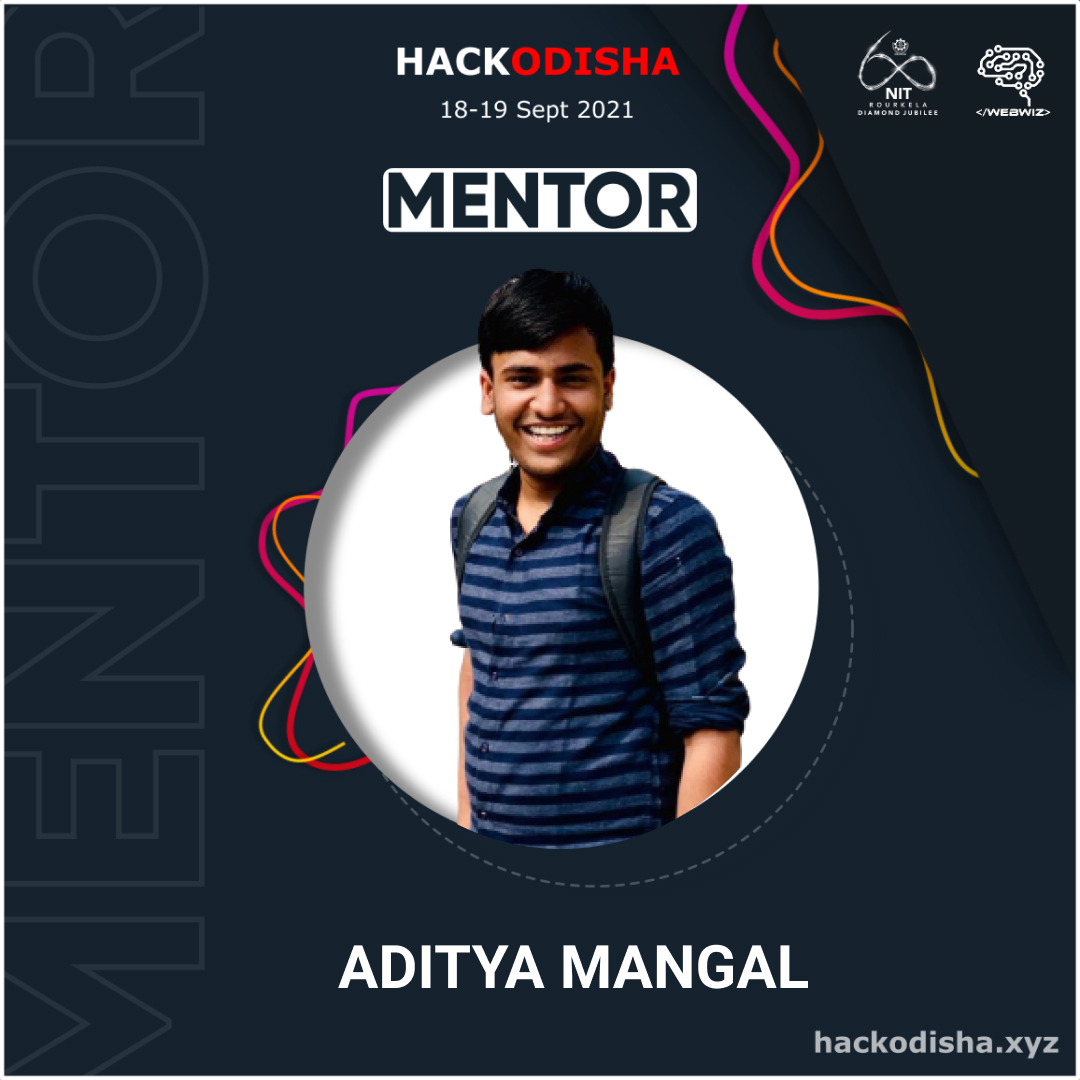 HACKODISHA
18-19 Sept 2021
NIT
ROURKELA
DIAMOND JUBILEE
</WEBWIZ>
MENTOR
MENTOR
ADITYA MANGAL
hackodisha.xyz